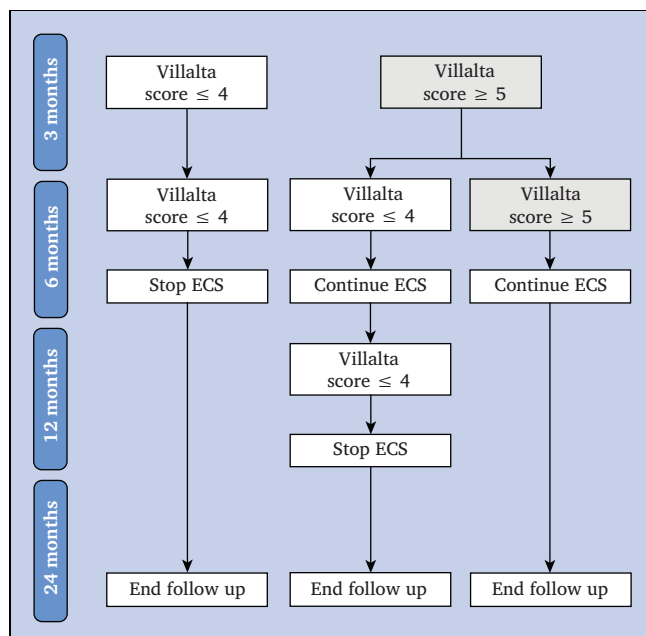 3 months
Villalta
score ≤ 4
Villalta
score ≥ 5
6 months
Villalta
score ≤ 4
Villalta
score ≤ 4
Villalta
score ≥ 5
Stop ECS
Continue ECS
Continue ECS
12 months
Villalta
score ≤ 4
Stop ECS
24 months
End follow up
End follow up
End follow up